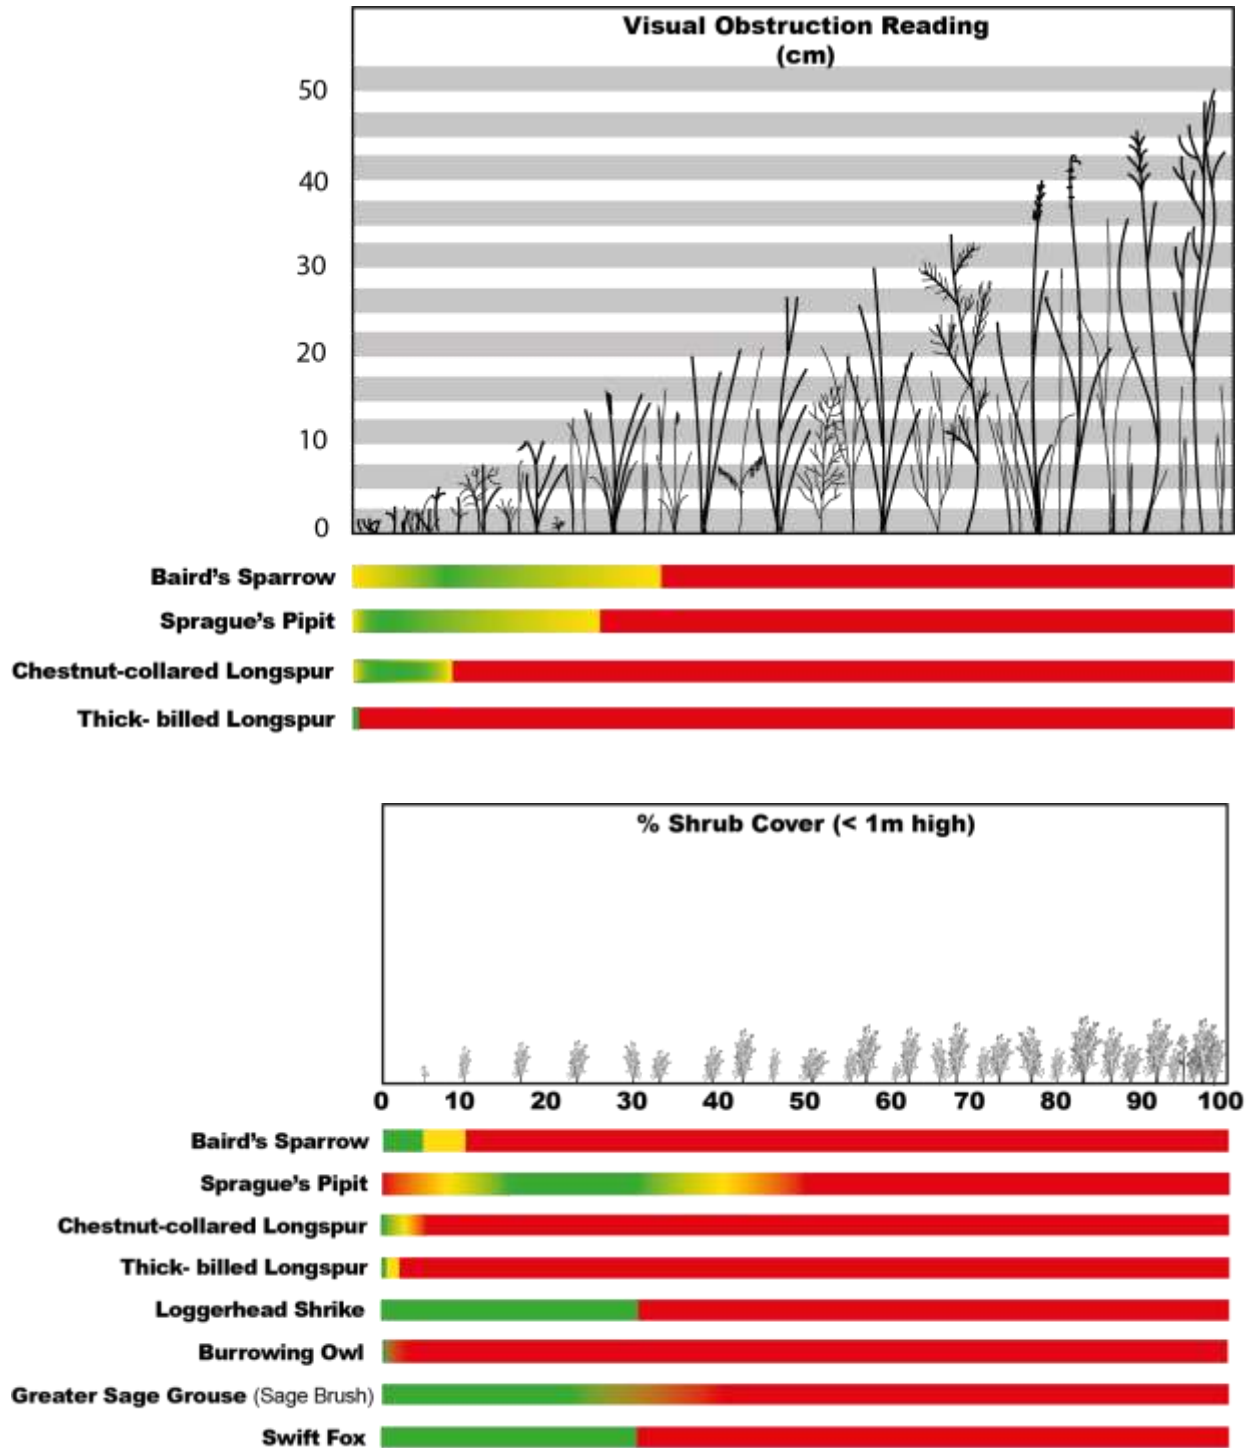 Visual Obstruction Reading
(cm)
50
40
30
20
10
0
Baird's Sparrow
Sprague's Pipit
Chestnut-collared Longspur
Thick- billed Longspur
% Shrub Cover (< 1m high)
0 10 20 30 40 50 60 70 80 90 100
Baird's Sparrow
Sprague's Pipit
Chestnut-collared Longspur
Thick- billed Longspur
Loggerhead Shrike
Burrowing Owl
Greater Sage Grouse (Sage Brush)
Swift Fox